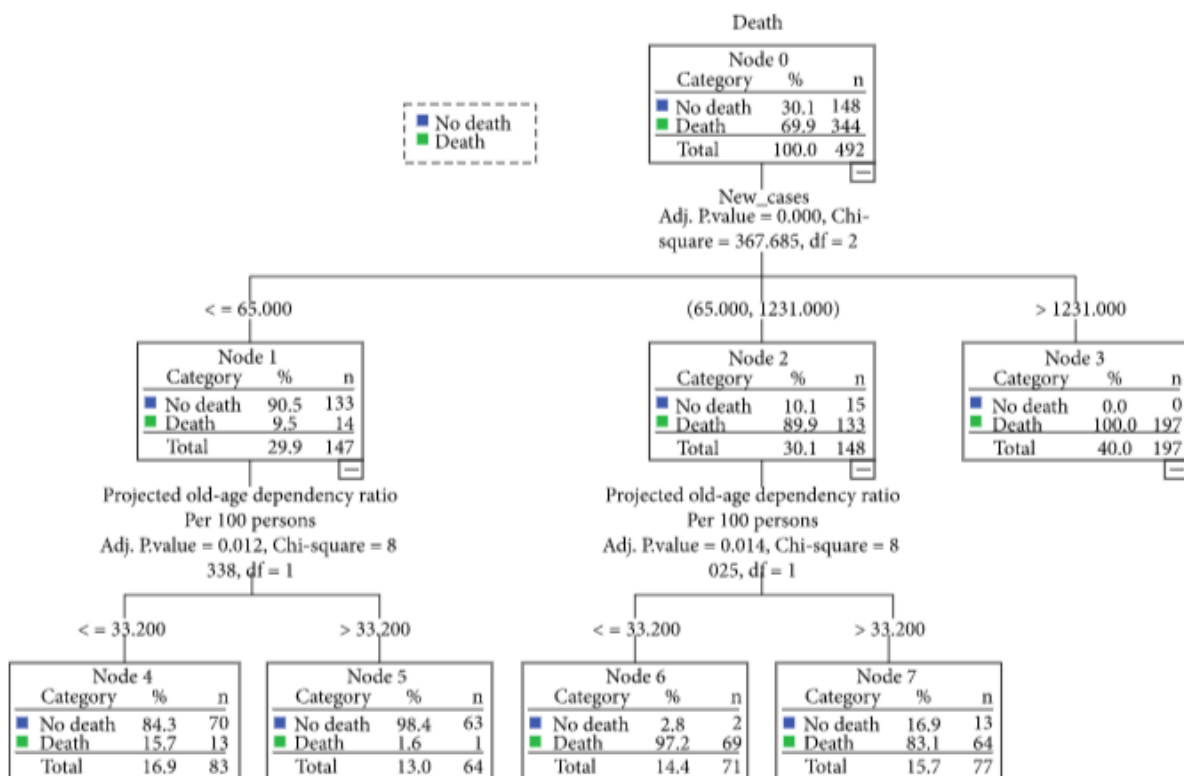 Death
Node 0
Category % n
No death 30.1 148
Death 69.9 344
Total 100.0 492
No death
Death
New_cases
Adj. P.value = 0.000, Chi-
square = 367.685, df = 2
< = 65.000
(65.000, 1231.000)
> 1231.000
Node 1
Category % n
No death 90.5 133
Death 9.5 14
Total 29.9 147
Node 2
Category % n
No death 10.1 15
Death 89.9 133
Total 30.1 148
Node 3
Category % n
No death 0.0 0
Death 100.0 197
Total 40.0 197
Projected old-age dependency ratio
Per 100 persons
Adj. P.value = 0.012, Chi-square = 8
338, df = 1
Projected old-age dependency ratio
Per 100 persons
Adj. P.value = 0.014, Chi-square = 8
025, df = 1
< = 33.200
> 33.200
< = 33.200
> 33.200
Node 4
Category % n
No death 84.3 70
Death 15.7 13
Total 16.9 83
Node 5
Category % n
No death 98.4 63
Death 1.6 1
Total 13.0 64
Node 6
Category % n
No death 2.8 2
Death 97.2 69
Total 14.4 71
Node 7
Category % n
No death 16.9 13
Death 83.1 64
Total 15.7 77